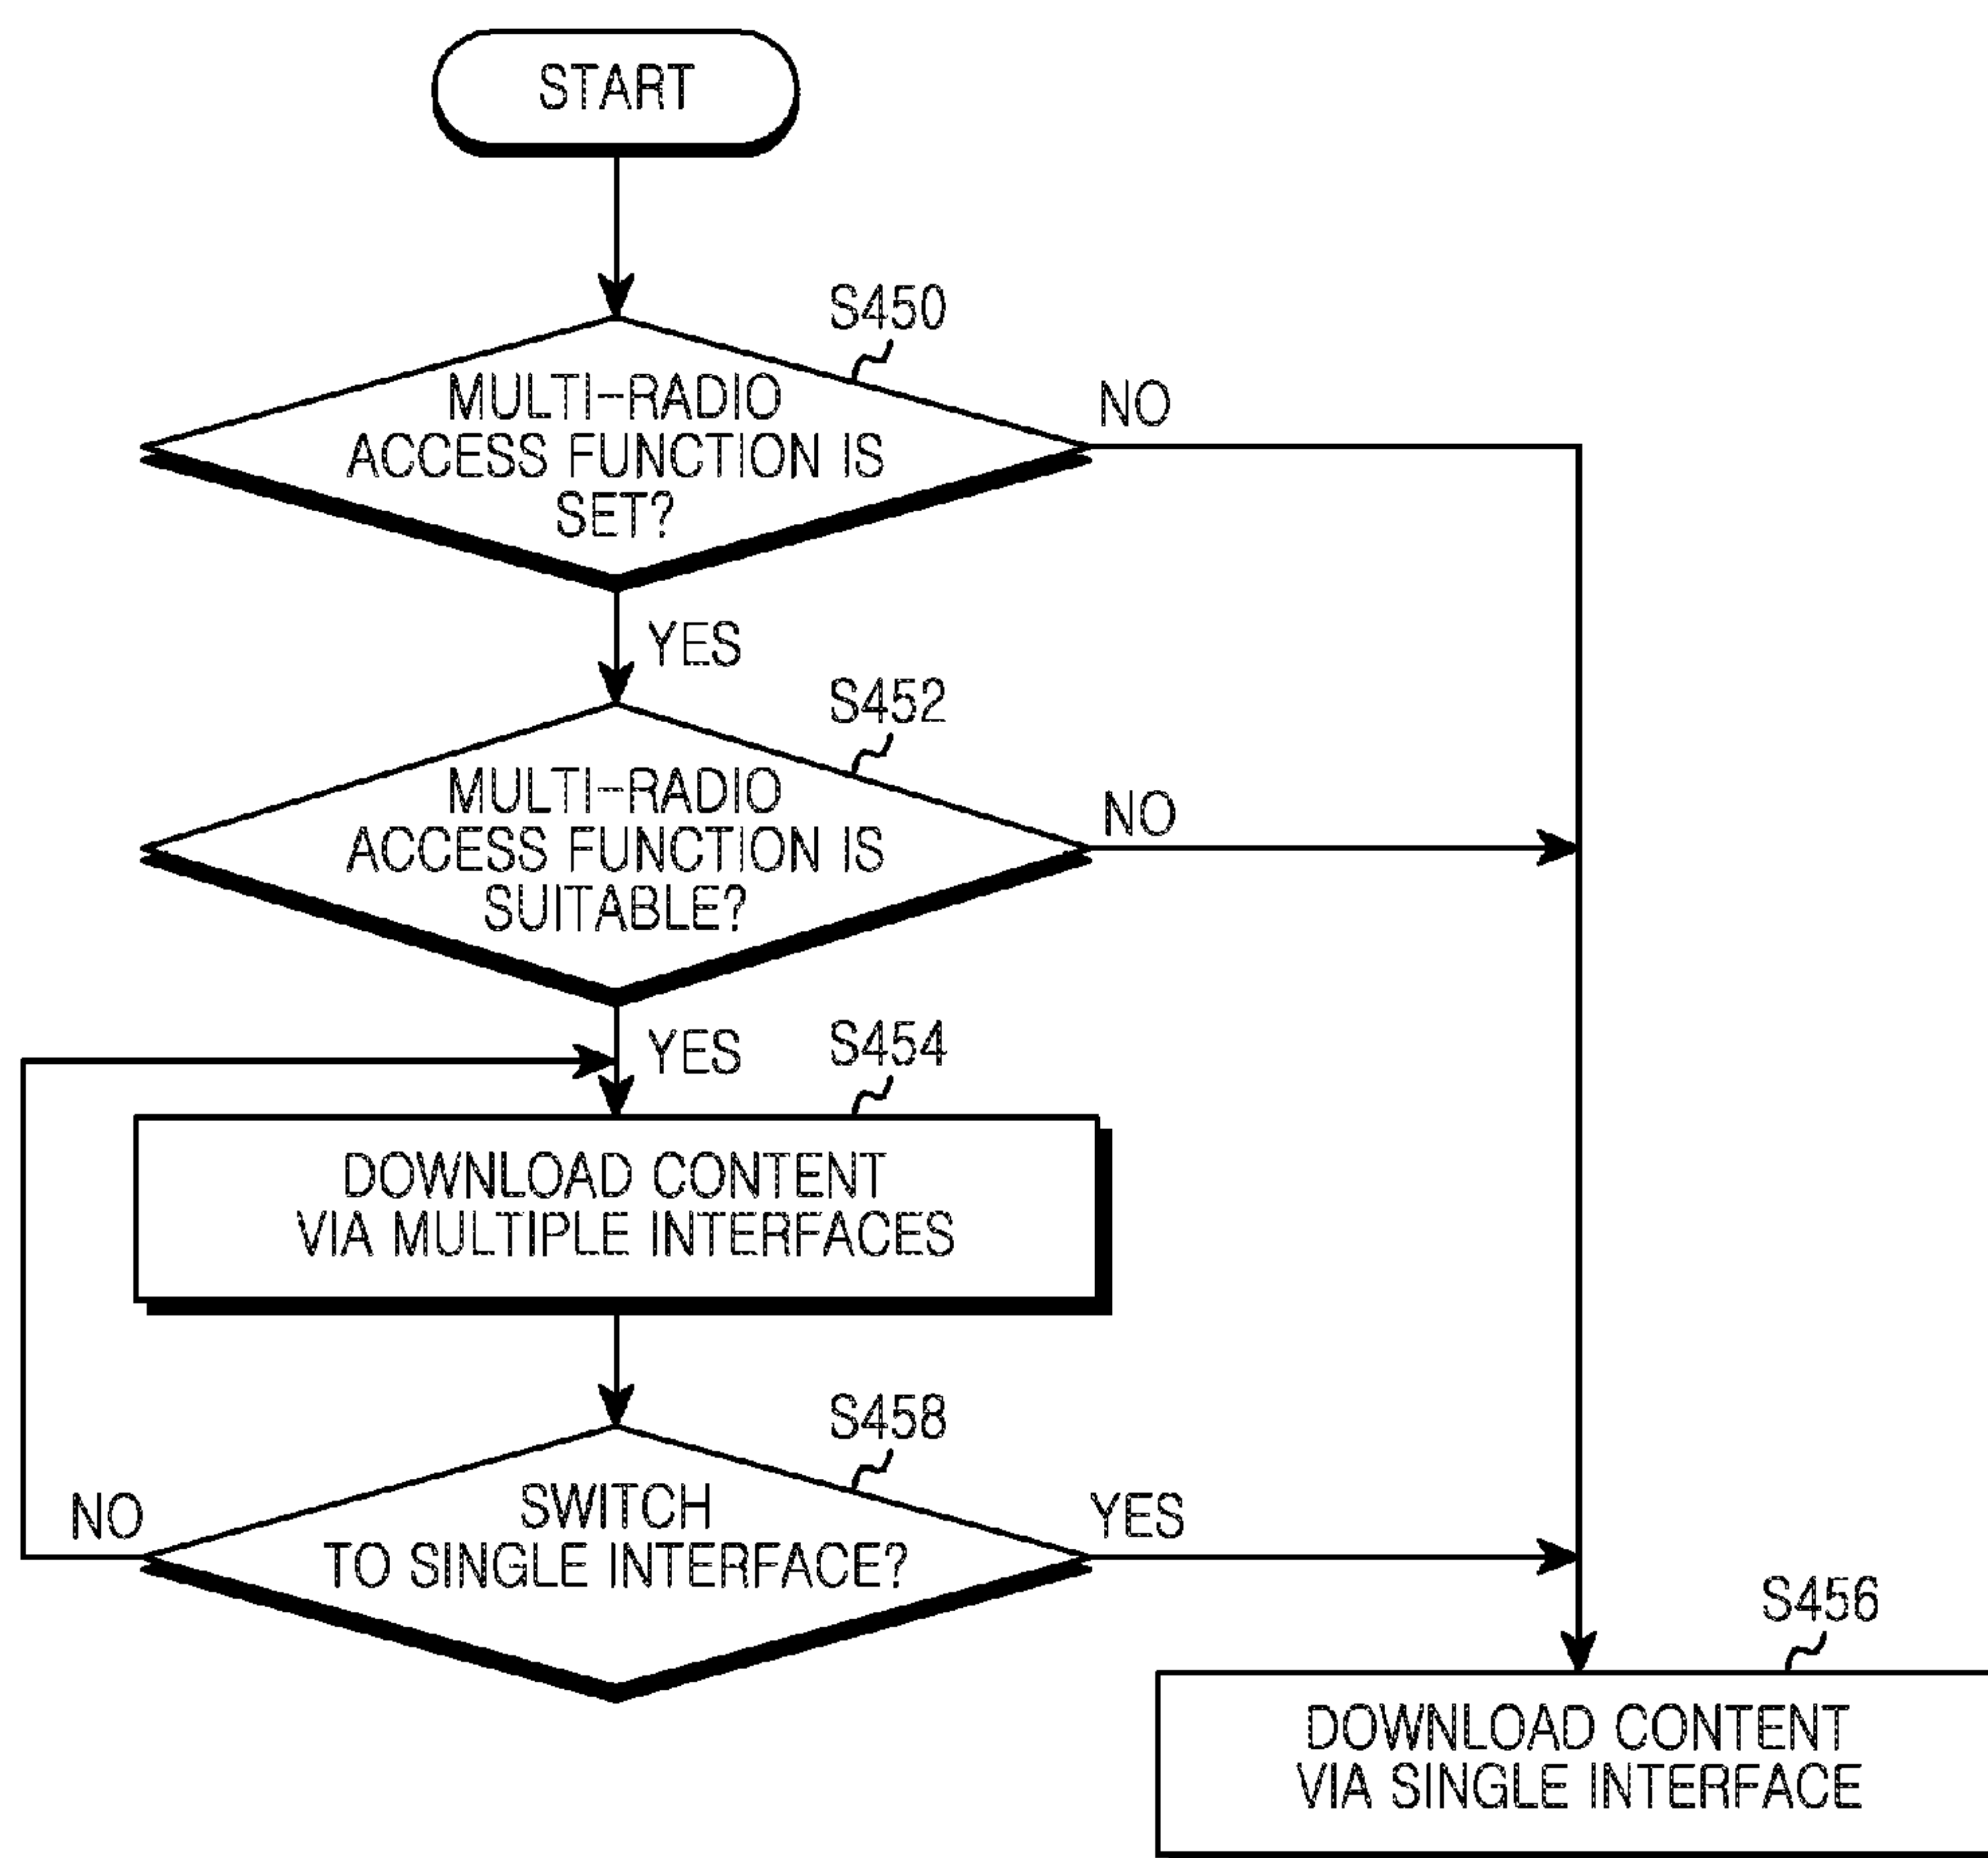 START
S450
MULTI-RADIO
ACCESS FUNCTION IS
SET?
NO
YES
S452
MULTI-RADIO
ACCESS FUNCTION IS
SUITABLE?
NO
YES
S454
DOWNLOAD CONTENT
VIA MULTIPLE INTERFACES
S458
SWITCH
TO SINGLE INTERFACE?
NO
YES
S456
DOWNLOAD CONTENT
VIA SINGLE INTERFACE